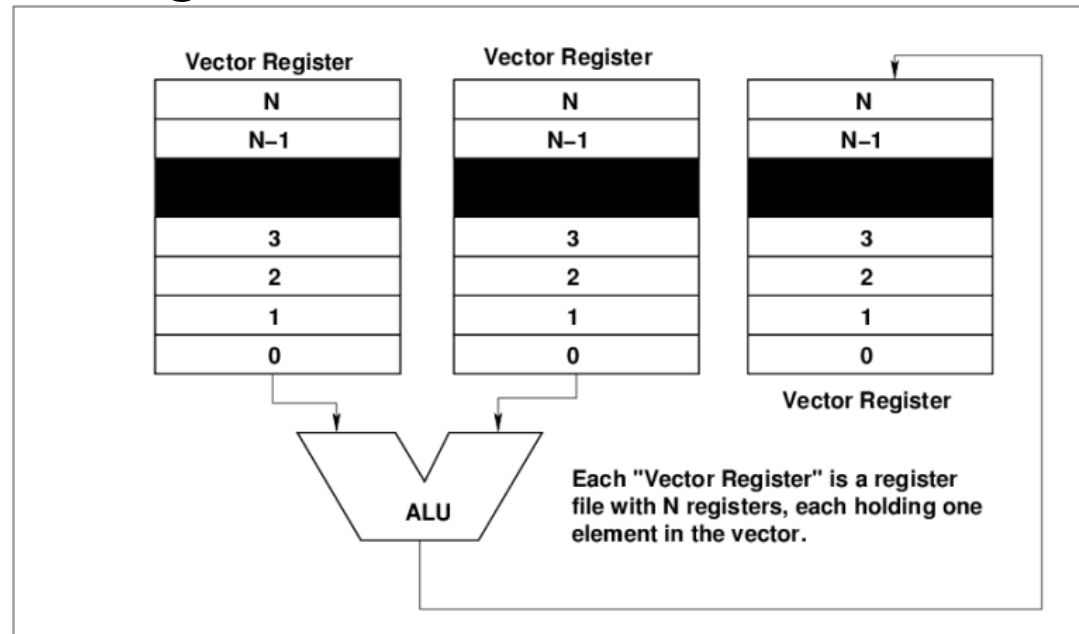 Vector Register
N
N−1
3
2
1
0
Vector Register
N
N−1
3
2
1
0
N
N−1
3
2
1
0
Vector Register
ALU
Each "Vector Register" is a register
file with N registers, each holding one
element in the vector.